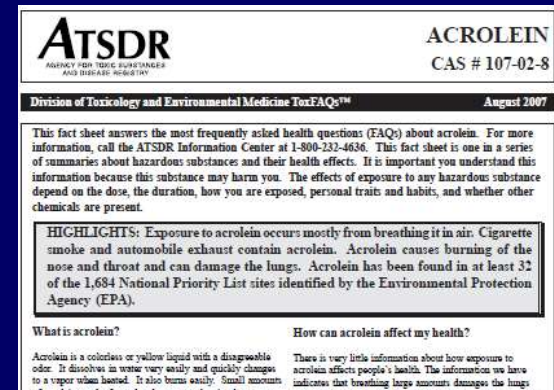 ATSDR
AGENCY FOR TOXIC SUBSTANCES
AND DISEASE REGISTRY
ACROLEIN
CAS # 107-02-8
Division of Toxicology and Environmental Medicine ToxFAQs™ August 2007
This fact sheet answers the most frequently asked health questions (FAQs) about acrolein. For more
information, call the ATSDR Information Center at 1-800-232-4636. This fact sheet is one in a series
of summaries about hazardous substances and their health effects. It is important you understand this
information because this substance may harm you. The effects of exposure to any hazardous substance
depend on the dose, the duration, how you are exposed, personal traits and habits, and whether other
chemicals are present.
HIGHLIGHTS: Exposure to acrolein occurs mostly from breathing it in air. Cigarette
smoke and automobile exhaust contain acrolein. Acrolein causes burning of the
nose and throat and can damage the lungs. Acrolein has been found in at least 32
of the 1,684 National Priority List sites identified by the Environmental Protection
Agency (EPA).
What is acrolein?
Acrolein is a colorless or yellow liquid with a disagreeable
odor. It dissolves in water very easily and quickly changes
to a vapor when heated. It also burns easily. Small amounts
How can acrolein affect my health?
There is very little information about how exposure to
acrolein affects people's health. The information we have
indicates that breathing large amounts damages the lungs